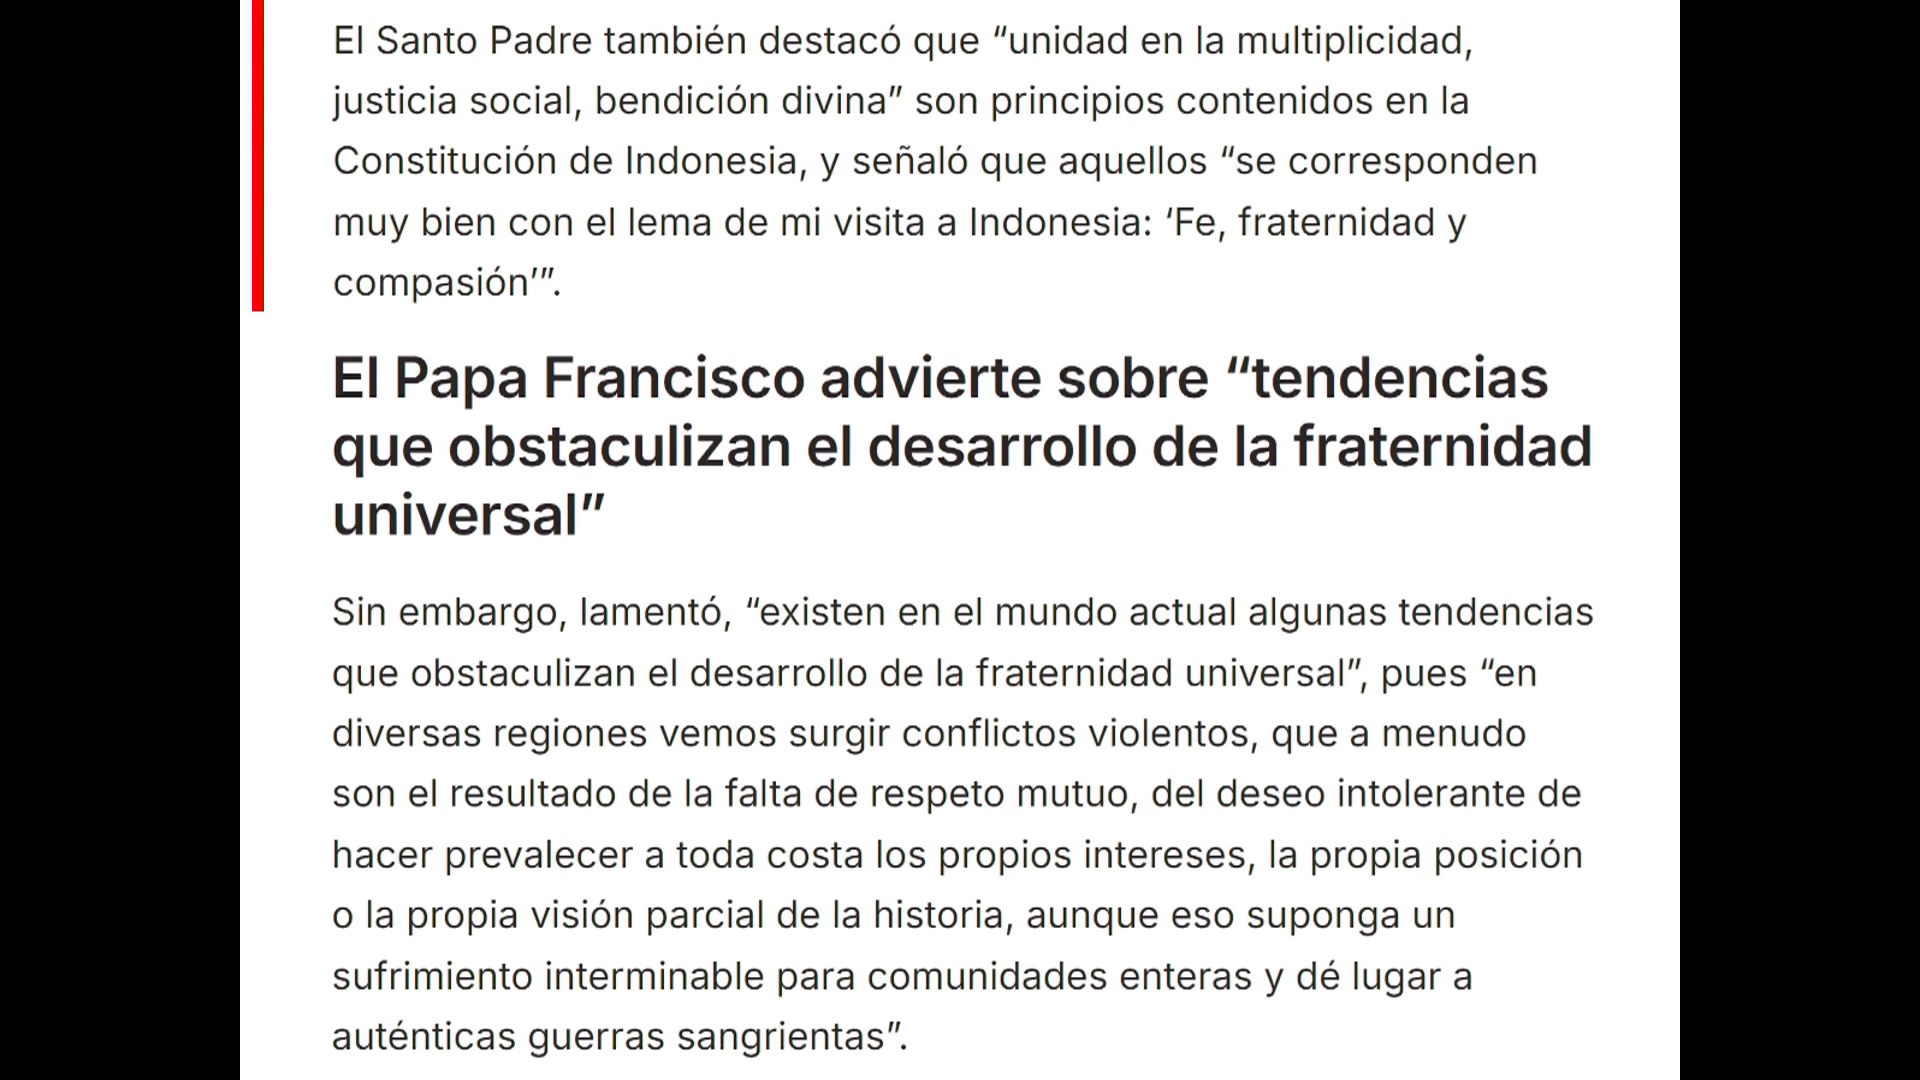 El Santo Padre también destacó que “unidad en la multiplicidad,
justicia social, bendición divina” son principios contenidos en la
Constitución de Indonesia, y señaló que aquellos “se corresponden
muy bien con el lema de mi visita a Indonesia: ‘Fe, fraternidad y
compasión’”.
El Papa Francisco advierte sobre “tendencias
que obstaculizan el desarrollo de la fraternidad
universal”
Sin embargo, lamentó, “existen en el mundo actual algunas tendencias
que obstaculizan el desarrollo de la fraternidad universal”, pues “en
diversas regiones vemos surgir conflictos violentos, que a menudo
son el resultado de la falta de respeto mutuo, del deseo intolerante de
hacer prevalecer a toda costa los propios intereses, la propia posición
o la propia visión parcial de la historia, aunque eso suponga un
sufrimiento interminable para comunidades enteras y dé lugar a
auténticas guerras sangrientas”.